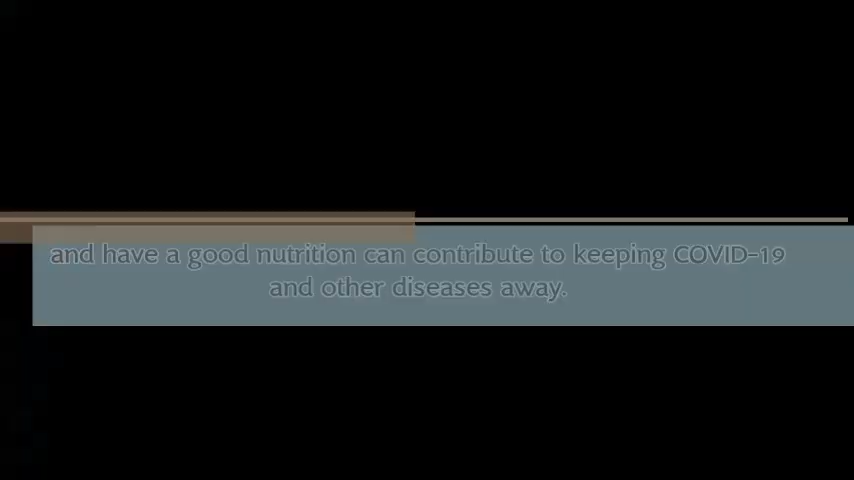 and have a good nutrition can contribute to keeping COVID-19
and other diseases away.